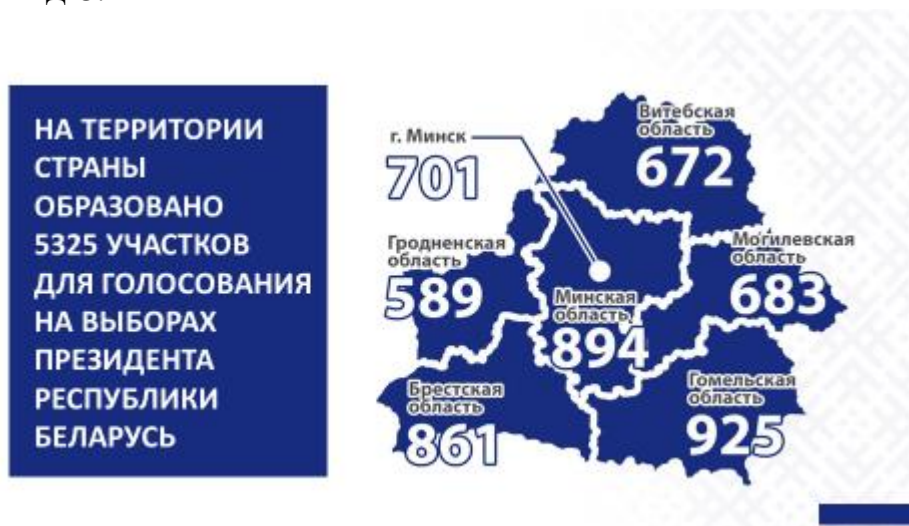 НА ТЕРРИТОРИИ
СТРАНЫ
ОБРАЗОВАНО
5325 УЧАСТКОВ
ДЛЯ ГОЛОСОВАНИЯ
НА ВЫБОРАХ
ПРЕЗИДЕНТА
РЕСПУБЛИКИ
БЕЛАРУСЬ
Витебская
область
672
г. Минск
701
Гродненская
область
589
Могилевская
область
683
Минская
область
894
Брестская
область
861
Гомельская
область
925